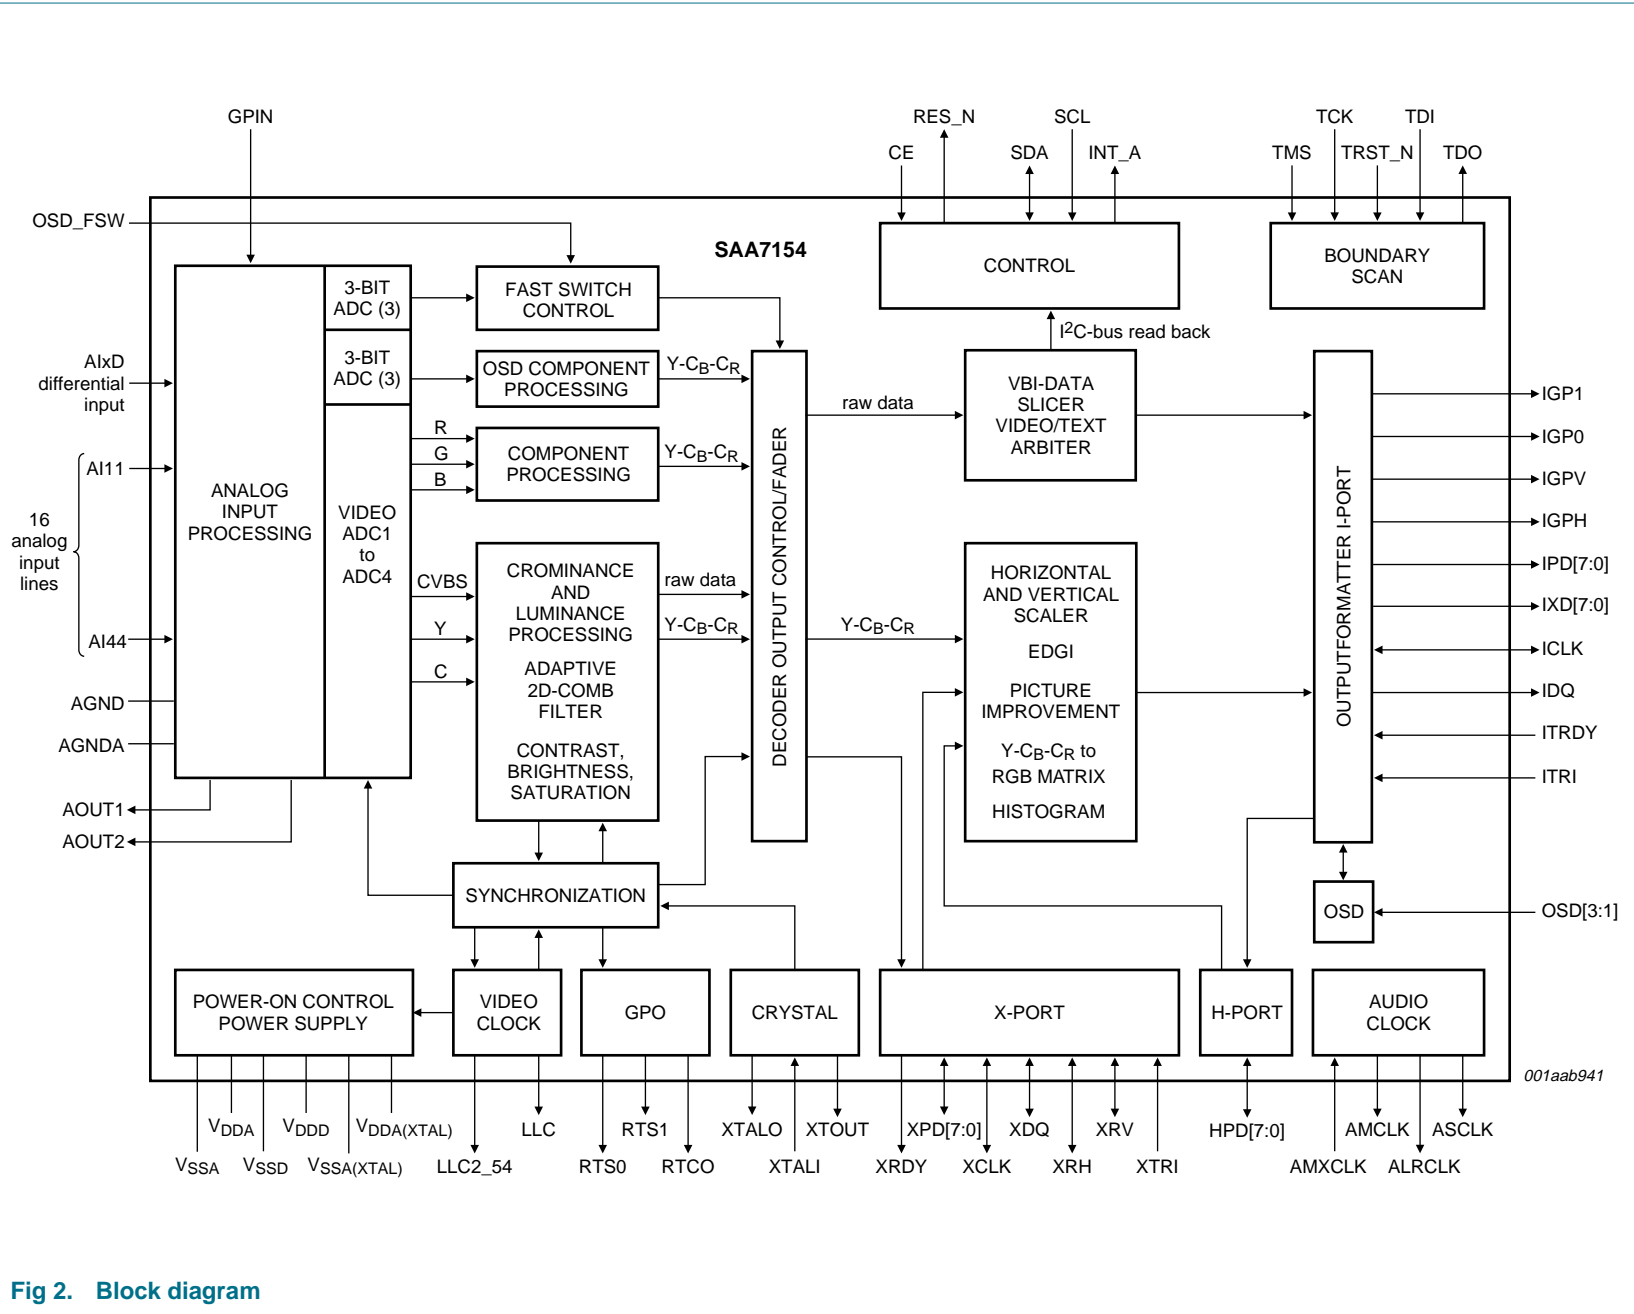 GPIN
RES_N
SCL
TCK
TDI
CE
SDA
INT_A
TMS
TRST_N
TDO
OSD_FSW
SAA7154
CONTROL
BOUNDARY
SCAN
3-BIT
ADC (3)
FAST SWITCH
CONTROL
I2C-bus read back
AIxD
differential
input
3-BIT
ADC (3)
OSD COMPONENT
PROCESSING
Y-CB-CR
raw data
VBI-DATA
SLICER
VIDEO/TEXT
ARBITER
IGP1
IGP0
IGPV
IGPH
IPD[7:0]
IXD[7:0]
ICLK
IDQ
ITRDY
ITRI
R
G
B
COMPONENT
PROCESSING
Y-CB-CR
AI11
16
analog
input
lines
AI44
AGND
AGNDA
AOUT1
AOUT2
ANALOG
INPUT
PROCESSING
VIDEO
ADC1
to
ADC4
CVBS
Y
C
CROMINANCE
AND
LUMINANCE
PROCESSING
ADAPTIVE
2D-COMB
FILTER
CONTRAST,
BRIGHTNESS,
SATURATION
raw data
Y-CB-CR
DECODER OUTPUT CONTROL/FADER
Y-CB-CR
HORIZONTAL
AND VERTICAL
SCALER
EDGI
PICTURE
IMPROVEMENT
Y-CB-CR to
RGB MATRIX
HISTOGRAM
OUTPUTFORMATTER I-PORT
SYNCHRONIZATION
OSD
OSD[3:1]
POWER-ON CONTROL
POWER SUPPLY
VIDEO
CLOCK
GPO
CRYSTAL
X-PORT
H-PORT
AUDIO
CLOCK
001aab941
VDDA
VDDD
VDDA(XTAL)
LLC
RTS1
XTALO
XTOUT
XPD[7:0]
XDQ
XRV
HPD[7:0]
AMCLK
ASCLK
VSSA
VSSD
VSSA(XTAL)
LLC2_54
RTS0
RTCO
XTALI
XRDY
XCLK
XRH
XTRI
AMXCLK
ALRCLK
Fig 2. Block diagram